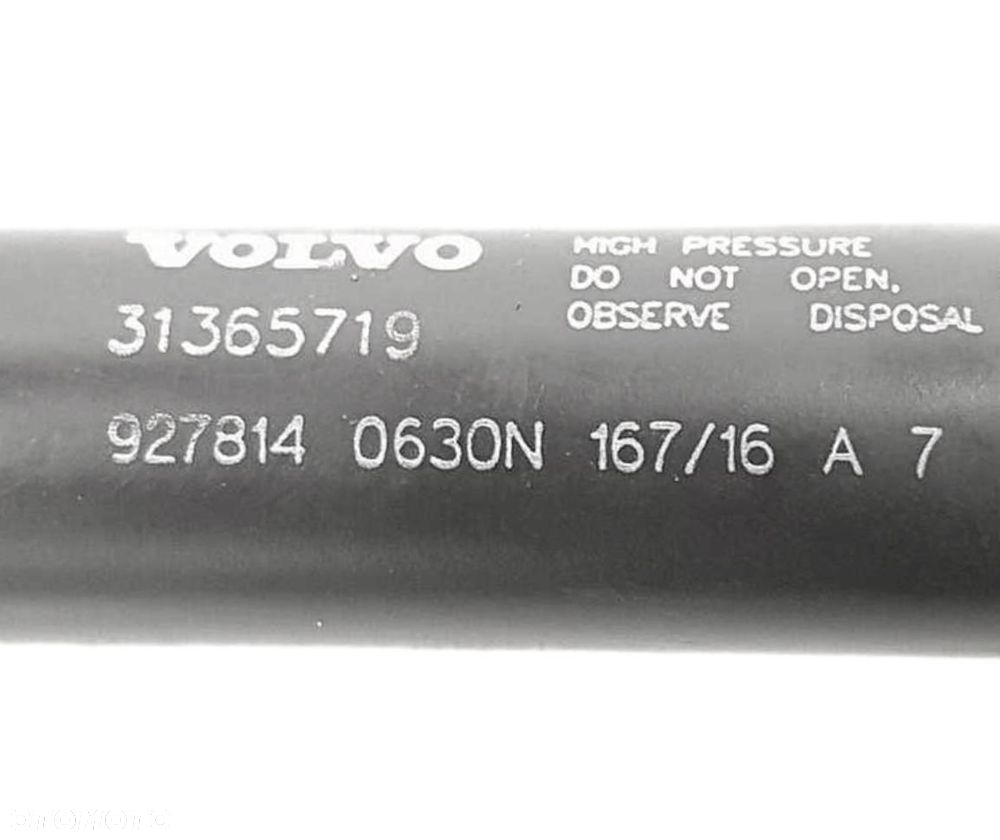 VOLVO
31365719
HIGH PRESSURE
DO NOT OPEN.
OBSERVE DISPOSAL
927814 0630N 167/16 A 7